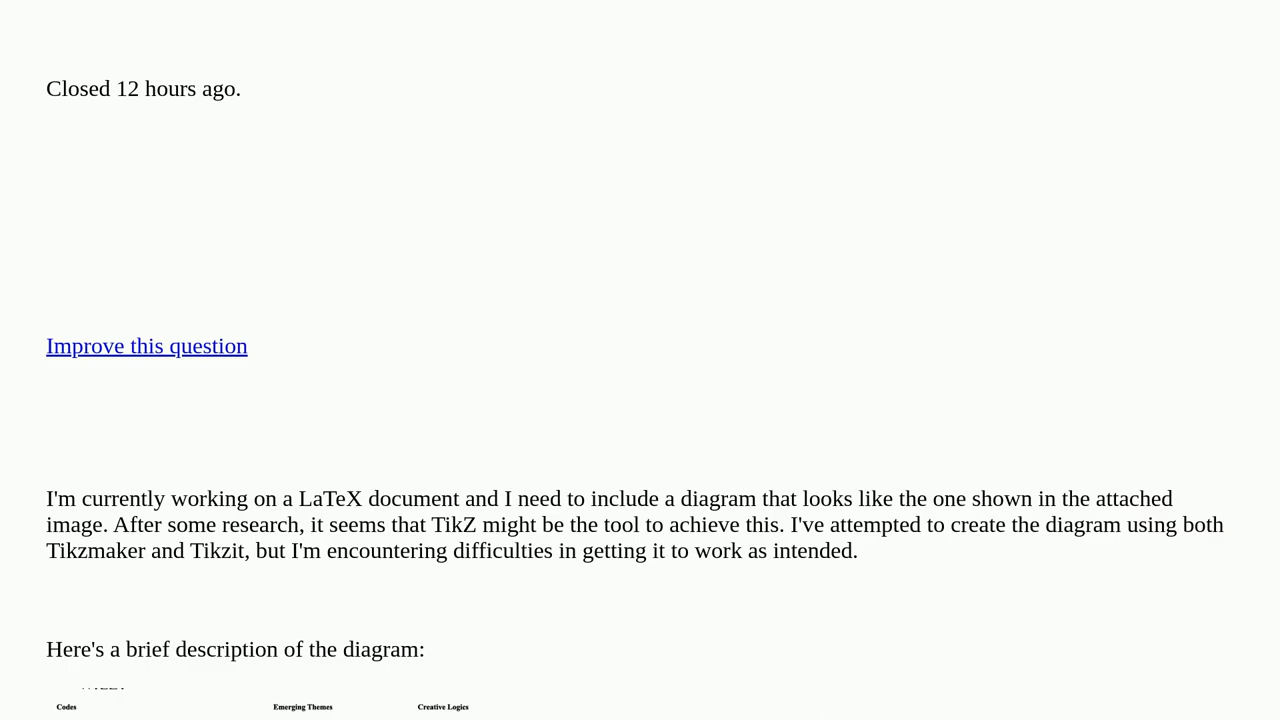 Closed 12 hours ago.
Improve this question
I'm currently working on a LaTeX document and I need to include a diagram that looks like the one shown in the attached
image. After some research, it seems that TikZ might be the tool to achieve this. I've attempted to create the diagram using both
Tikzmaker and Tikzit, but I'm encountering difficulties in getting it to work as intended.
Here's a brief description of the diagram:
Codes Emerging Themes Creative Logics